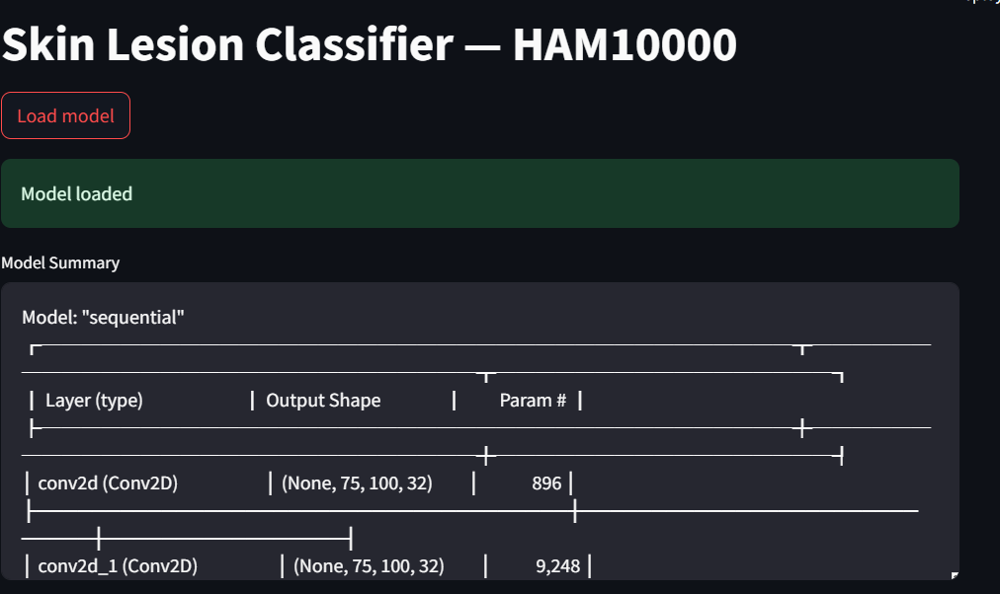 Skin Lesion Classifier — HAM10000
Load model
Model loaded
Model Summary
Model: "sequential"
┃ Layer (type) ┃ Output Shape ┃ Param # ┃
│ conv2d (Conv2D) │ (None, 75, 100, 32) │ 896 │
│ conv2d_1 (Conv2D) │ (None, 75, 100, 32) │ 9,248 │